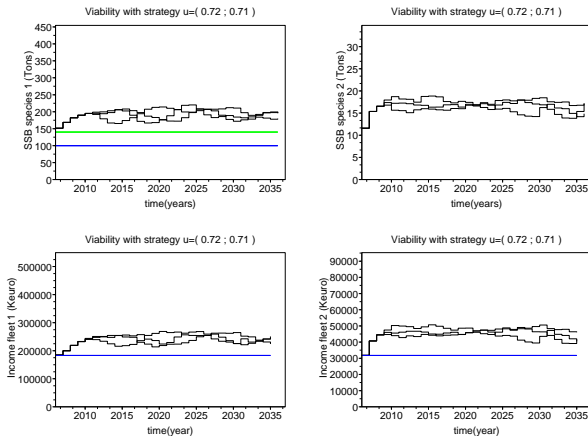 Viability with strategy u=( 0.72 ; 0.71 )
SSB species 1 (Tons)
450
400
350
300
250
200
150
100
50
0
2010 2015 2020 2025 2030 2035
time(years)
Viability with strategy u=( 0.72 ; 0.71 )
SSB species 2 (Tons)
35
30
25
20
15
10
5
0
2010 2015 2020 2025 2030 2035
time(years)
Viability with strategy u=( 0.72 ; 0.71 )
Income fleet 1 (Keuro)
500000
400000
300000
200000
100000
0
2010 2015 2020 2025 2030 2035
time(year)
Viability with strategy u=( 0.72 ; 0.71 )
Income fleet 2 (Keuro)
90000
80000
70000
60000
50000
40000
30000
20000
10000
0
2010 2015 2020 2025 2030 2035
time(year)